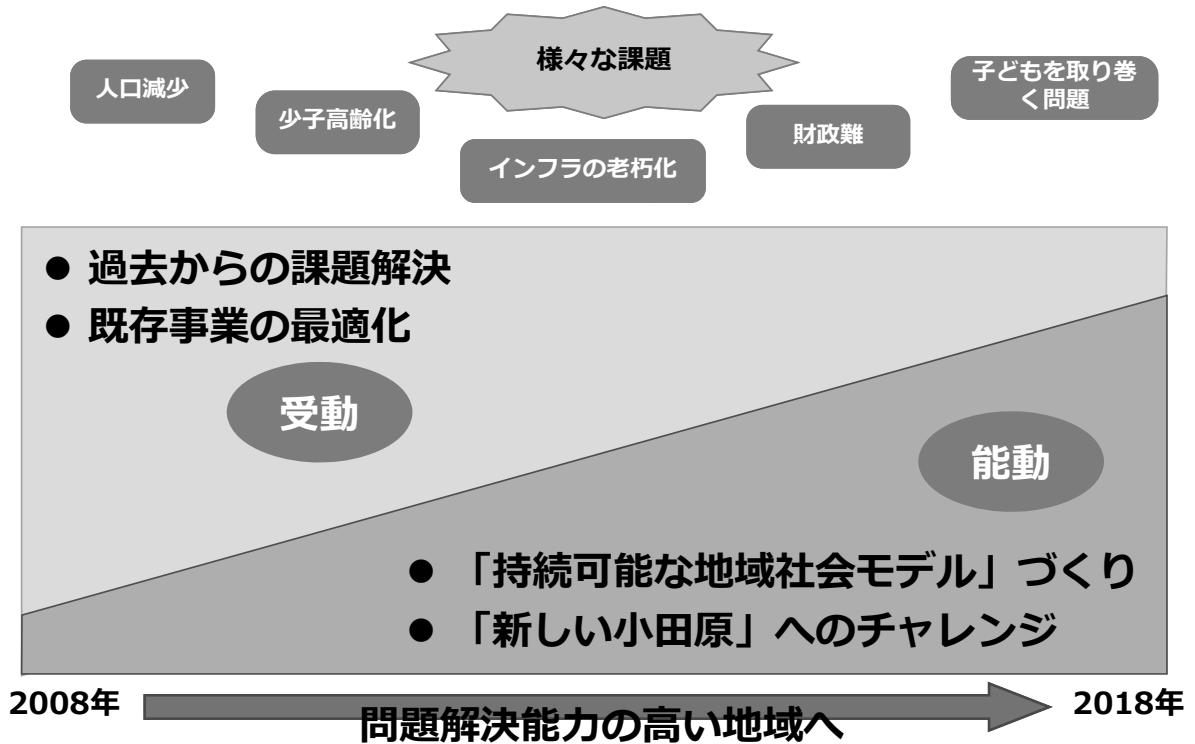 様々な課題
人口減少
少子高齢化
インフラの老朽化
財政難
子どもを取り巻
く問題
● 過去からの課題解決
● 既存事業の最適化
受動
能動
● 「持続可能な地域社会モデル」づくり
● 「新しい小田原」へのチャレンジ
2008年
2018年
問題解決能力の高い地域へ